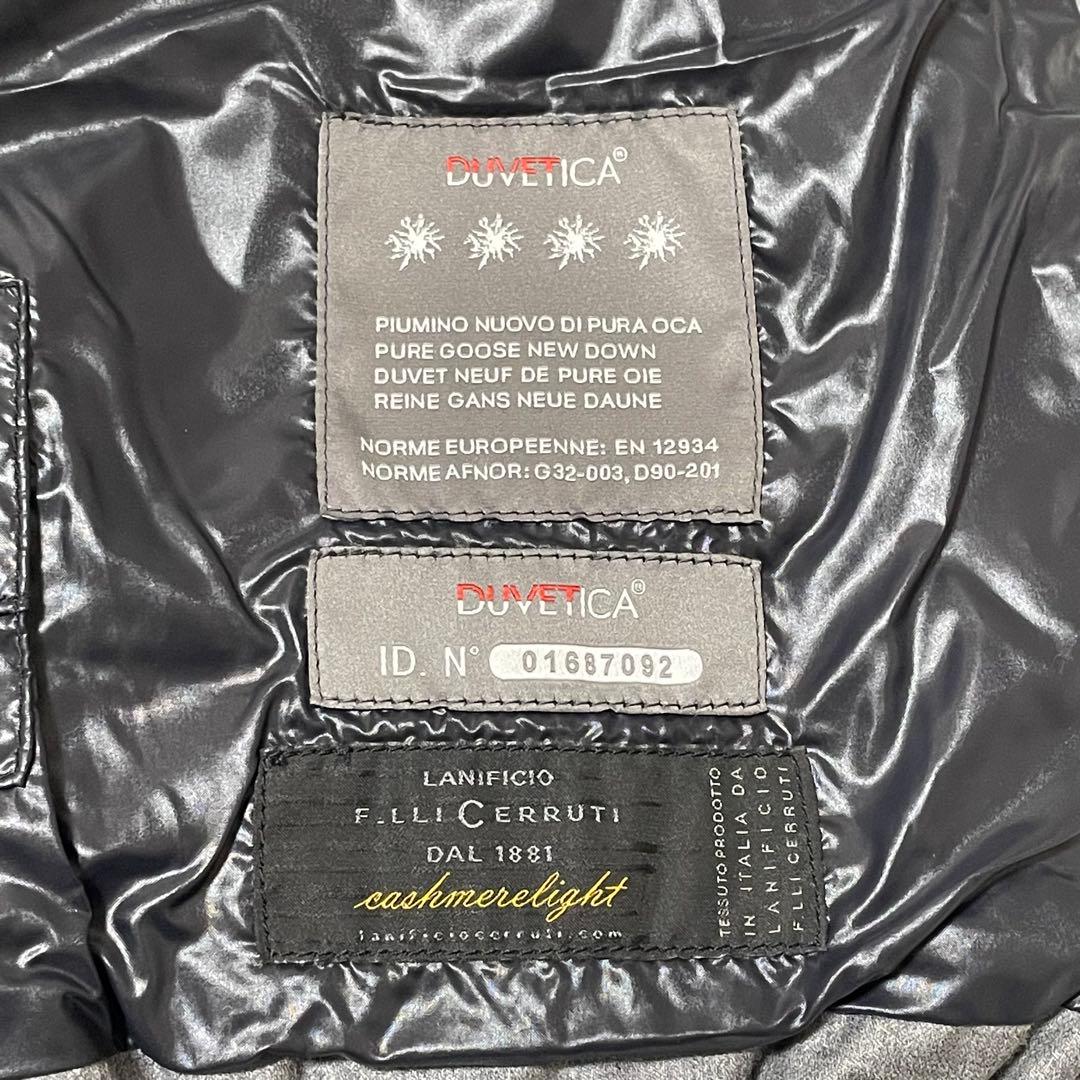 DUVETICA®
PIUMINO NUOVO DI PURA OCA
PURE GOOSE NEW DOWN
DUVET NEUF DE PURE OIE
REINE GANS NEUE DAUNE
NORME EUROPEENNE: EN 12934
NORME AFNOR: G32-003, D90-201
DUVETICA®
ID. N° 01687092
LANIFICIO
F.LLI CERRUTI
DAL 1881
cashmerelight
lanificiocerruti.com
TESSUTO PRODOTTO
IN ITALIA DA
LANIFICIO
F.LLI CERRUTI